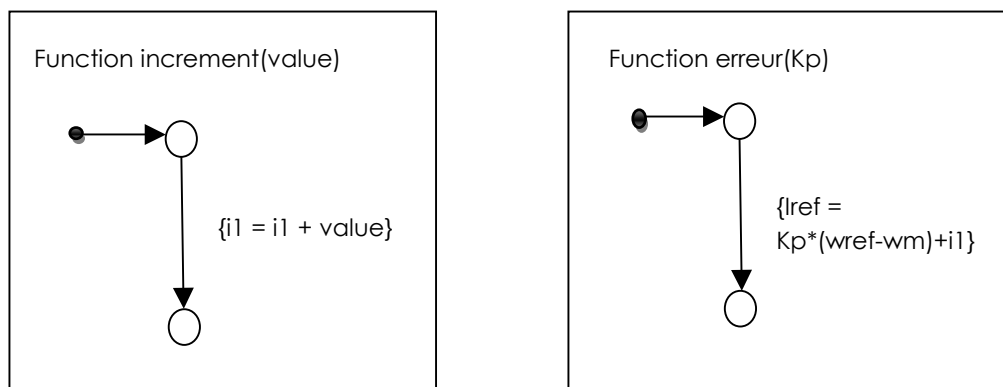 Function increment(value)
{i1 = i1 + value}
Function erreur(Kp)
{Iref =
Kp*(wref-wm)+i1}